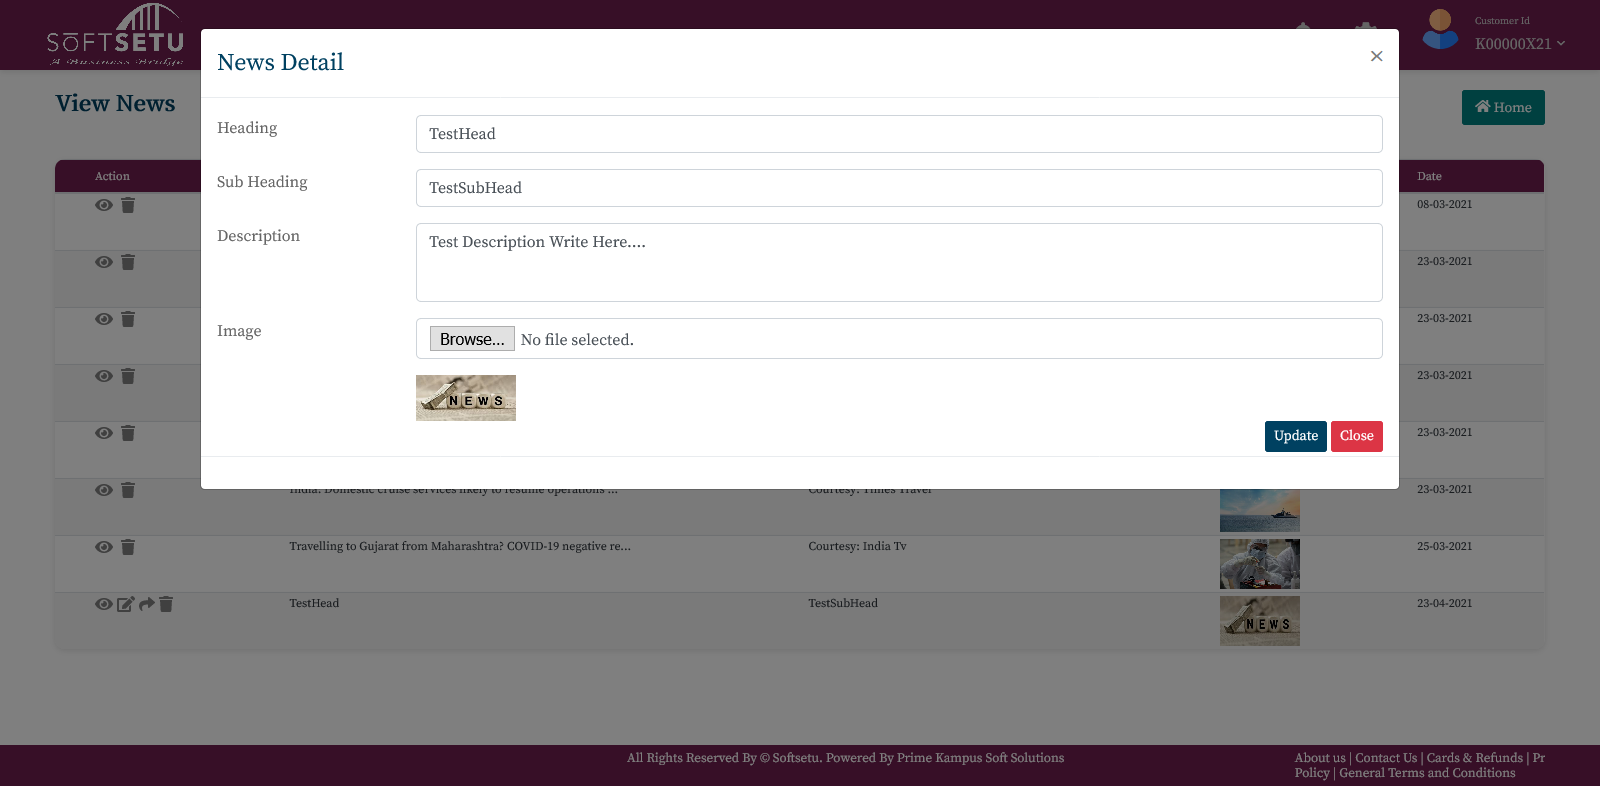 SOFTSETU
A Business Bridge
Customer Id
K00000X21
News Detail
×
View News
Home
Heading
TestHead
Sub Heading
TestSubHead
Description
Test Description Write Here....
Image
Browse...
No file selected.
NEWS
Update
Close
Action
Date
08-03-2021
23-03-2021
23-03-2021
23-03-2021
23-03-2021
India: Domestic cruise services likely to resume operations ...
Courtesy: Times Travel
23-03-2021
Travelling to Gujarat from Maharashtra? COVID-19 negative re...
Courtesy: India Tv
25-03-2021
TestHead
TestSubHead
NEWS
23-04-2021
All Rights Reserved By © Softsetu. Powered By Prime Kampus Soft Solutions
About us | Contact Us | Cards & Refunds | Pr
Policy | General Terms and Conditions